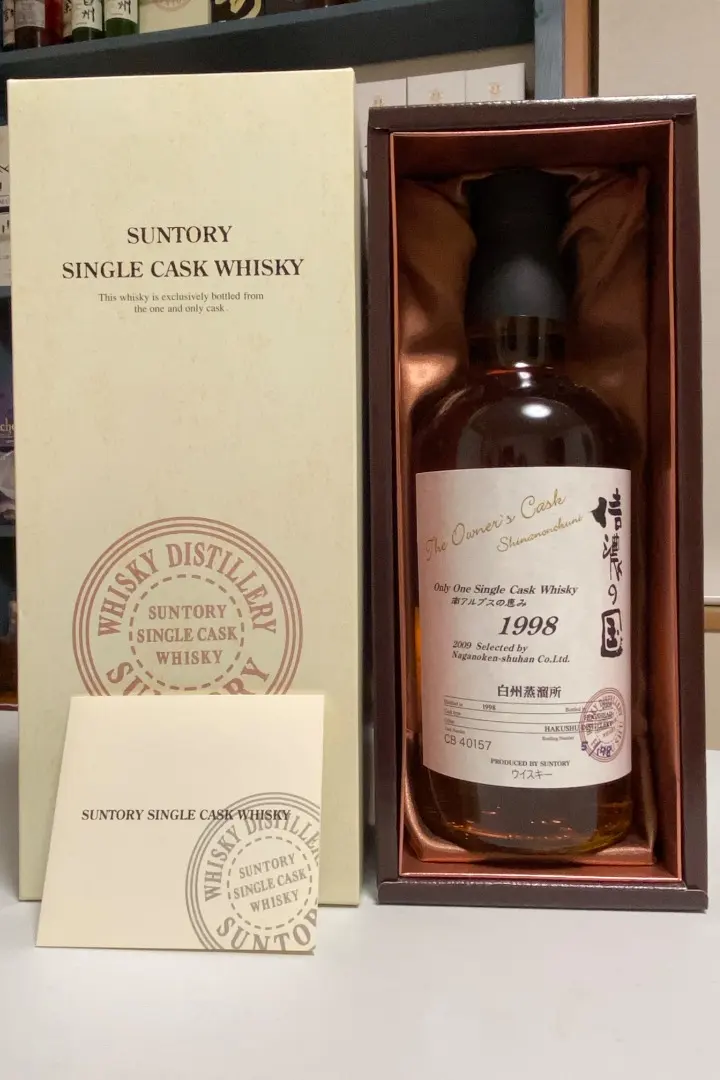 SUNTORY
SINGLE CASK WHISKY
This whisky is exclusively bottled from
the one and only cask.
WHISKY DISTILLERY
SUNTORY
SINGLE CASK
WHISKY
SUNTORY
SUNTORY SINGLE CASK WHISKY
WHISKY DISTILLE
SUNTORY
SINGLE CASK
WHISKY
SUNTO
The Owner's Cask
Shinanonokuni
信濃の国
Only One Single Cask Whisky
南アルプスの恵み
1998
2009 Selected by
Naganoken-shuhan Co.Ltd.
白州蒸溜所
1998
HAKUSHU
CB 40157
5/198
PRODUCED BY SUNTORY
ウイスキー